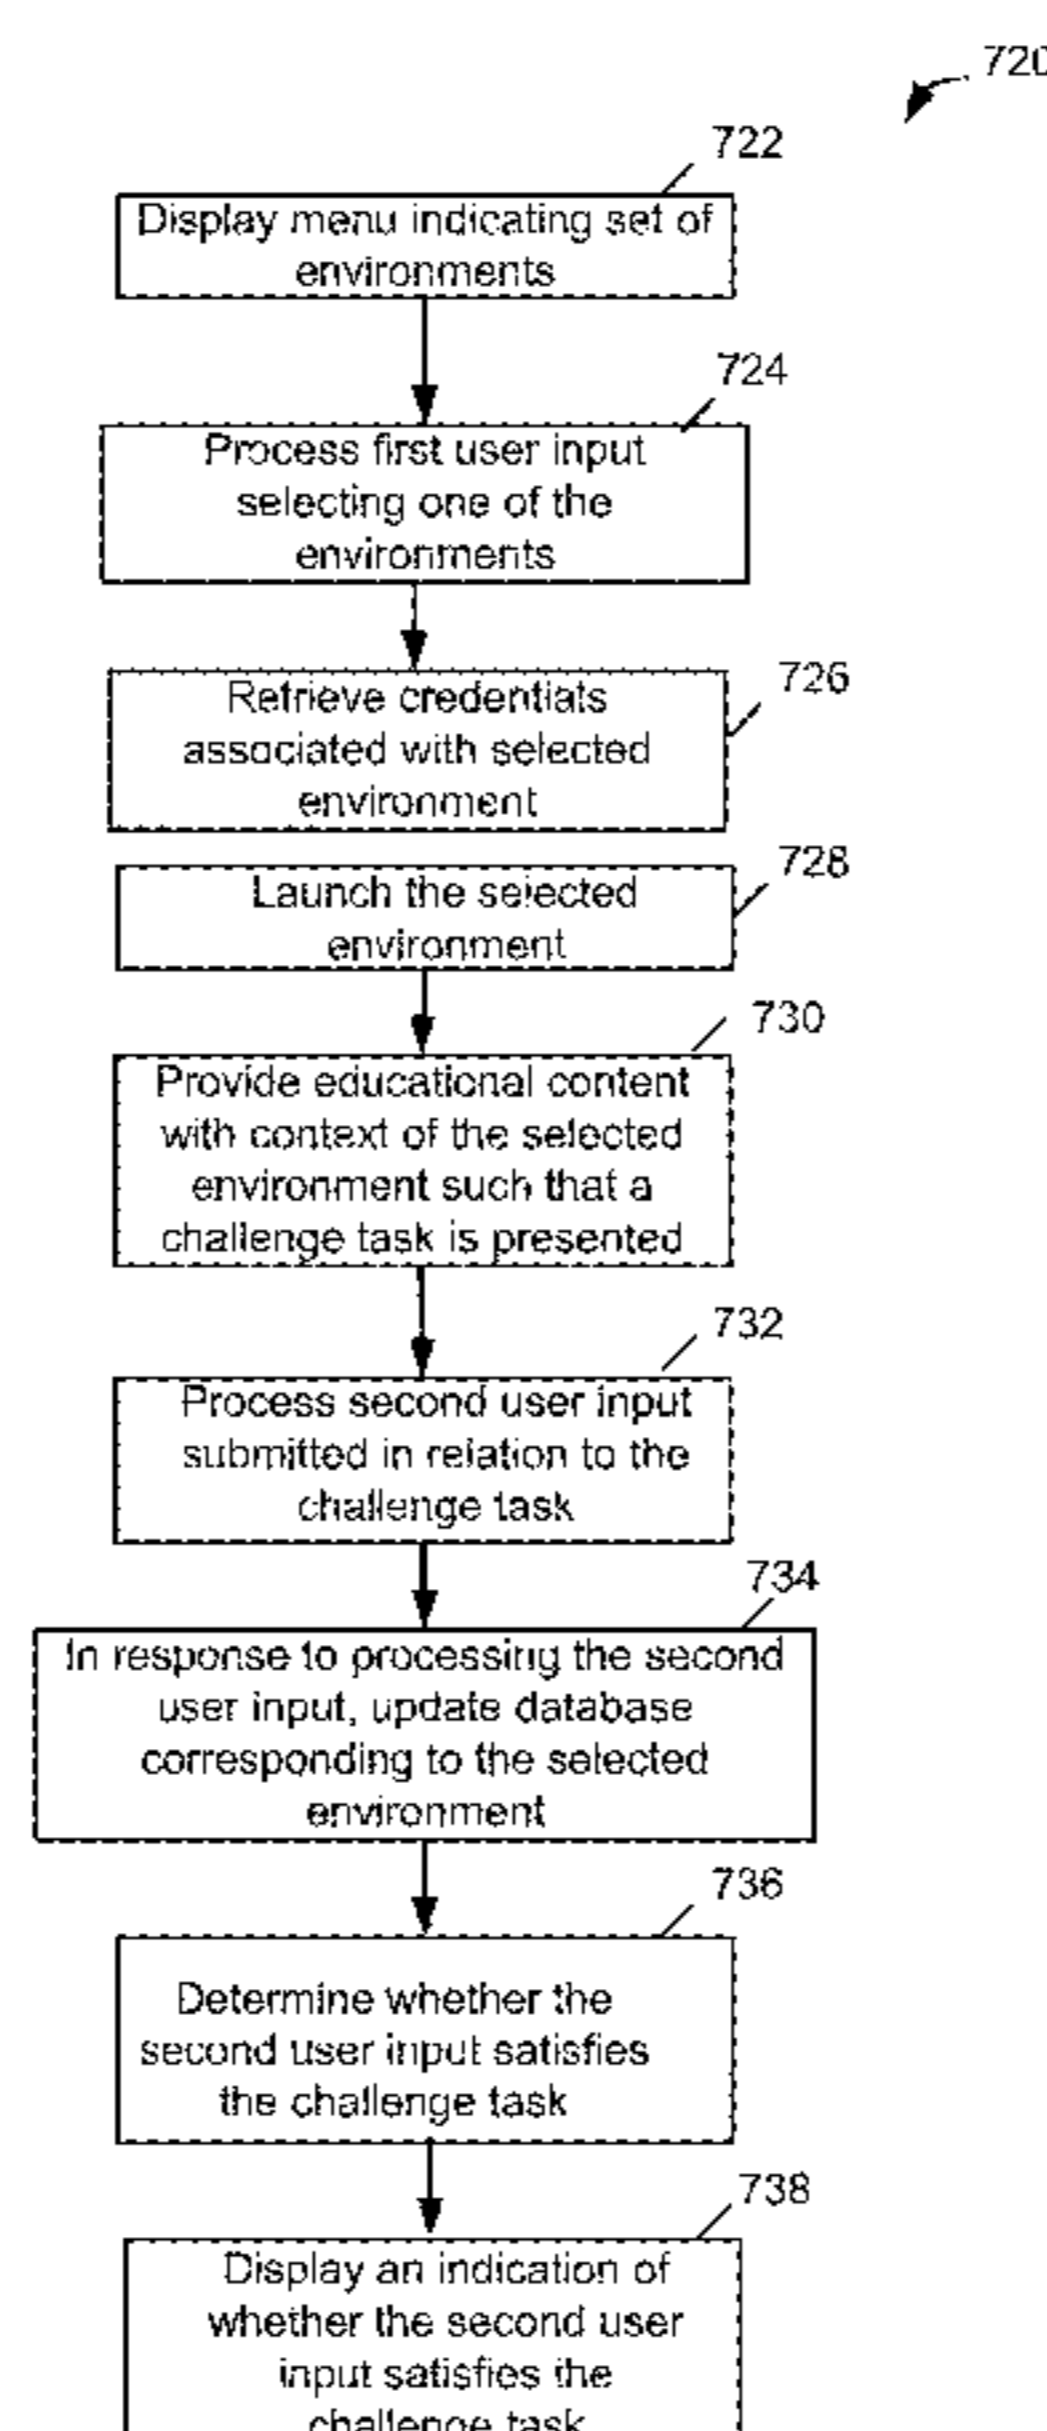 720
722
Display menu indicating set of
environments
724
Process first user input
selecting one of the
environments
726
Retrieve credentials
associated with selected
environment
728
Launch the selected
environment
730
Provide educational content
with context of the selected
environment such that a
challenge task is presented
732
Process second user input
submitted in relation to the
challenge task
734
In response to processing the second
user input, update database
corresponding to the selected
environment
736
Determine whether the
second user input satisfies
the challenge task
738
Display an indication of
whether the second user
input satisfies the
challenge task